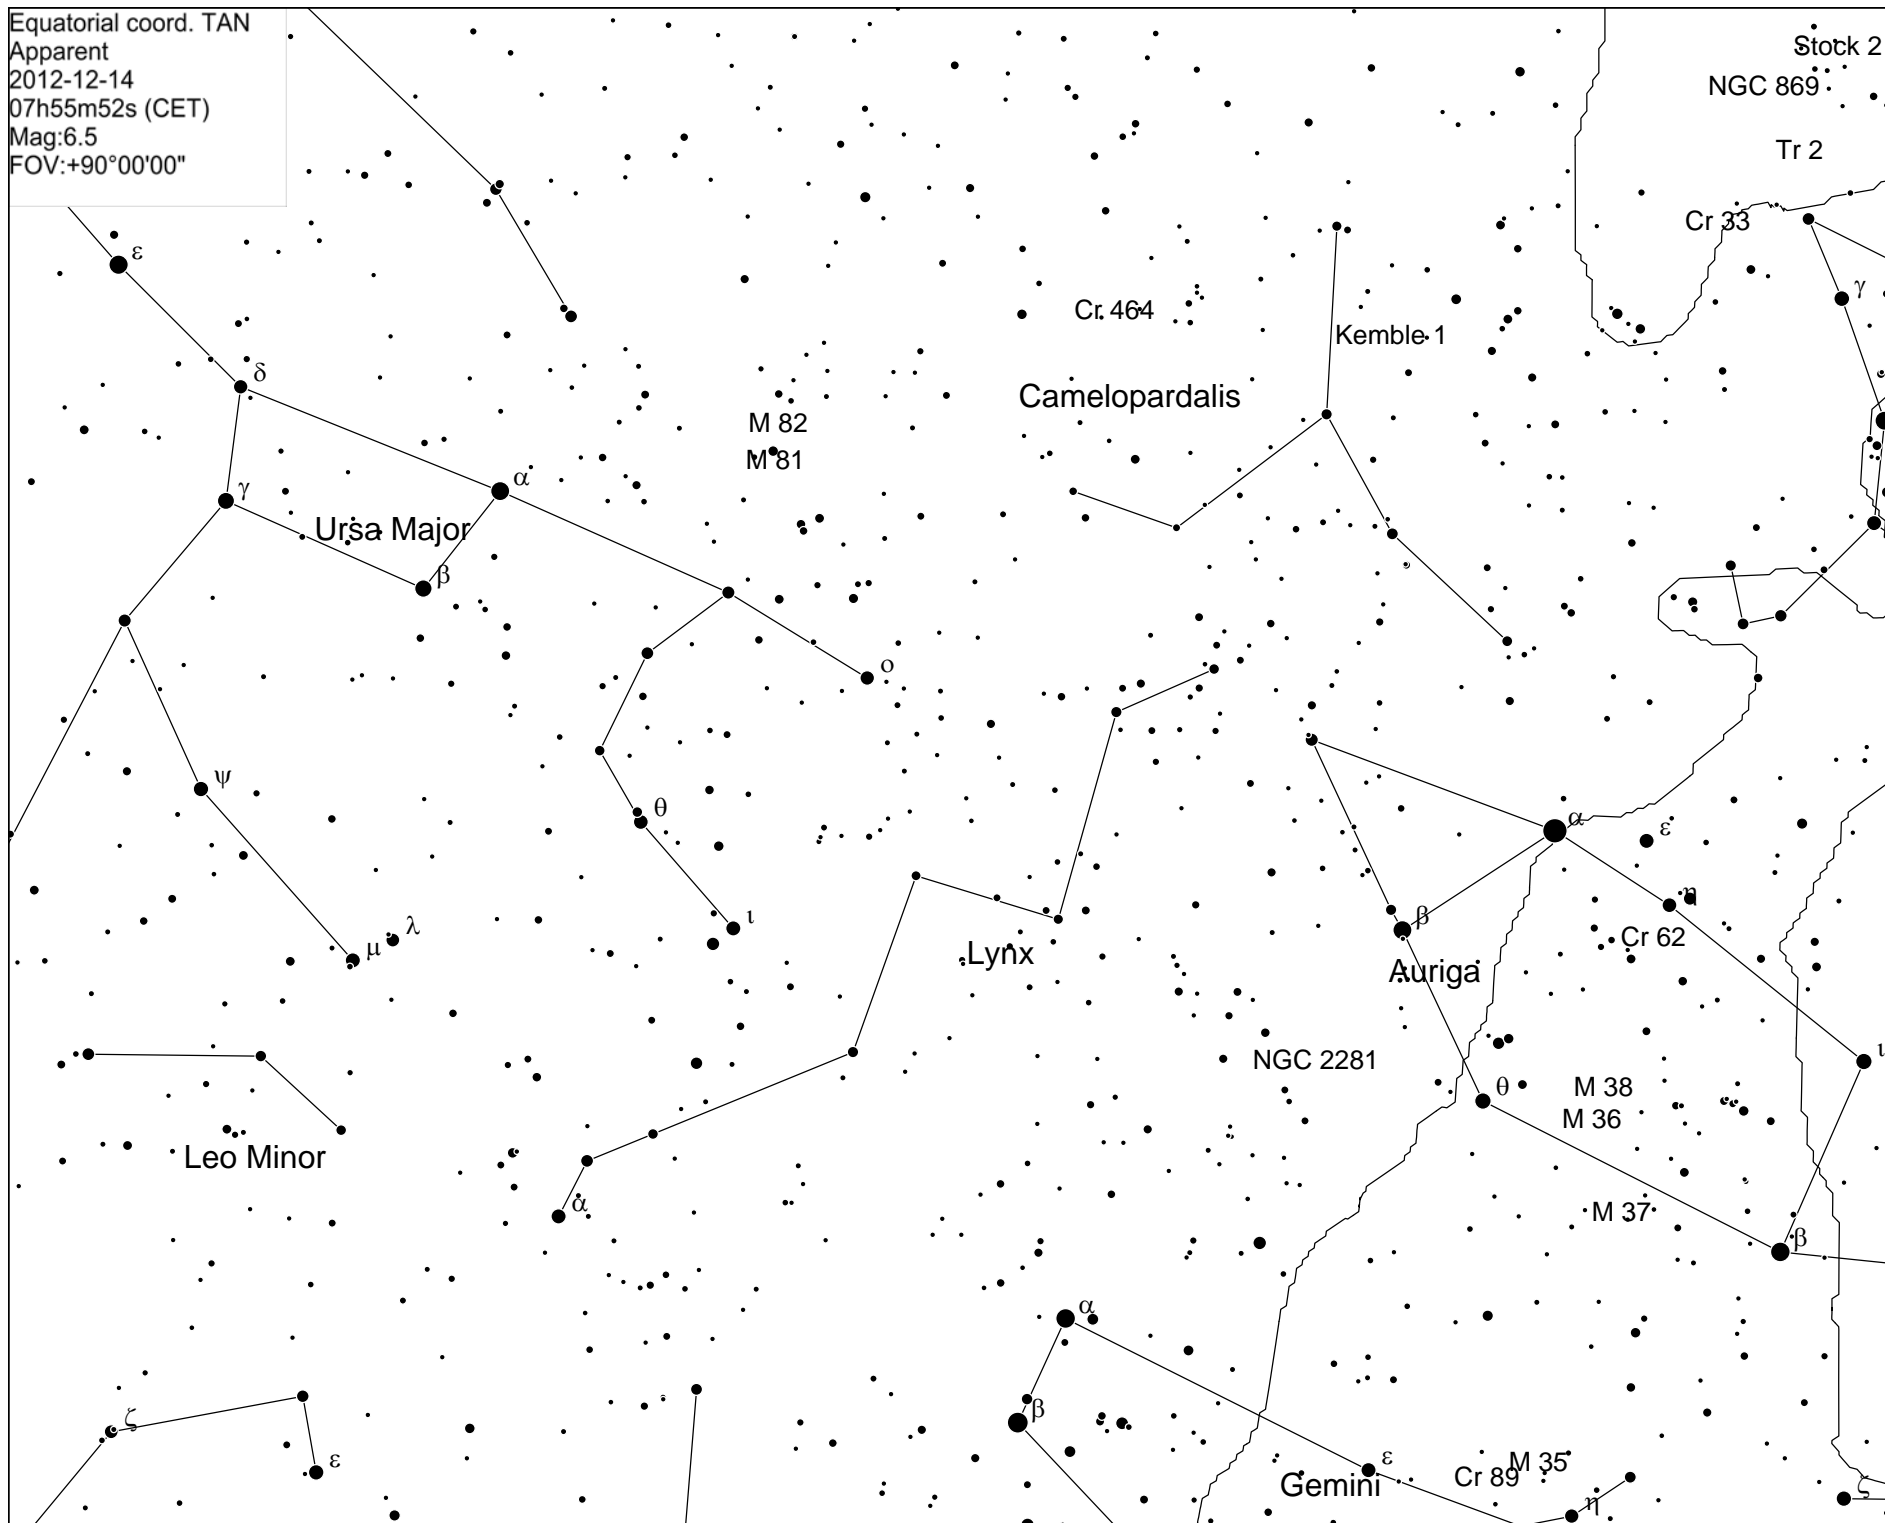 Equatorial coord. TAN
Apparent
2012-12-14
07h55m52s (CET)
Mag:6.5
FOV:+90°00'00"
Stock 2
NGC 869
Tr 2
Cr 33
ε
γ
Cr 464
Kemble 1
δ
Camelopardalis
M 82
M 81
α
γ
Ursa Major
β
ο
ψ
θ
α
ε
η
ι
β
λ
μ
Cr 62
Lynx
Auriga
NGC 2281
ι
θ
M 38
M 36
Leo Minor
α
M 37
β
α
β
ζ
ε
ε
M 35
Cr 89
Gemini
ζ
η